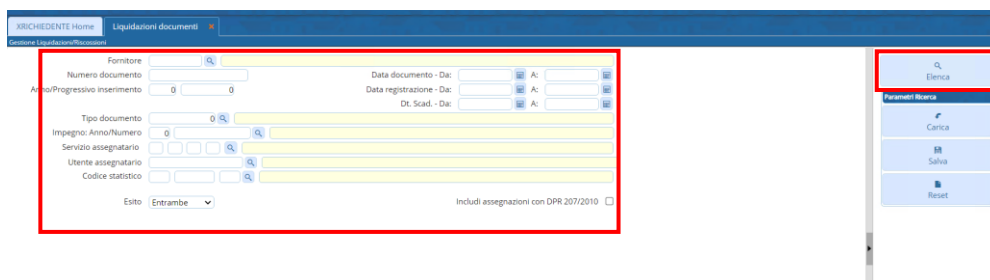 XRICHIEDENTE Home Liquidazioni documenti ×
Gestione Liquidazioni/Riscossioni
Fornitore
Numero documento Data documento - Da: A:
Anno/Progressivo inserimento 0 0 Data registrazione - Da: A:
Dt. Scad. - Da: A:
Tipo documento 0
Impegno: Anno/Numero 0
Servizio assegnatario
Utente assegnatario
Codice statistico
Esito Entrambe Includi assegnazioni con DPR 207/2010
Elenca
Parametri Ricerca
Carica
Salva
Reset